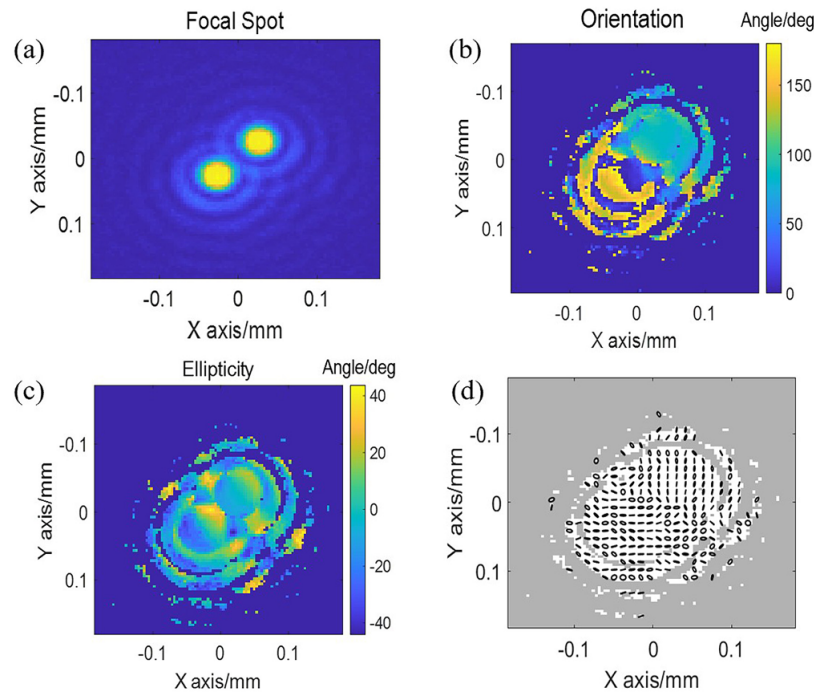 Focal Spot
(a)
-0.1
0
0.1
Y axis/mm
-0.1 0 0.1
X axis/mm
Orientation
Angle/deg
(b)
-0.1
0
0.1
Y axis/mm
-0.1 0 0.1
X axis/mm
150
100
50
0
Ellipticity
Angle/deg
(c)
-0.1
0
0.1
Y axis/mm
-0.1 0 0.1
X axis/mm
40
20
0
-20
-40
(d)
-0.1
0
0.1
Y axis/mm
-0.1 0 0.1
X axis/mm